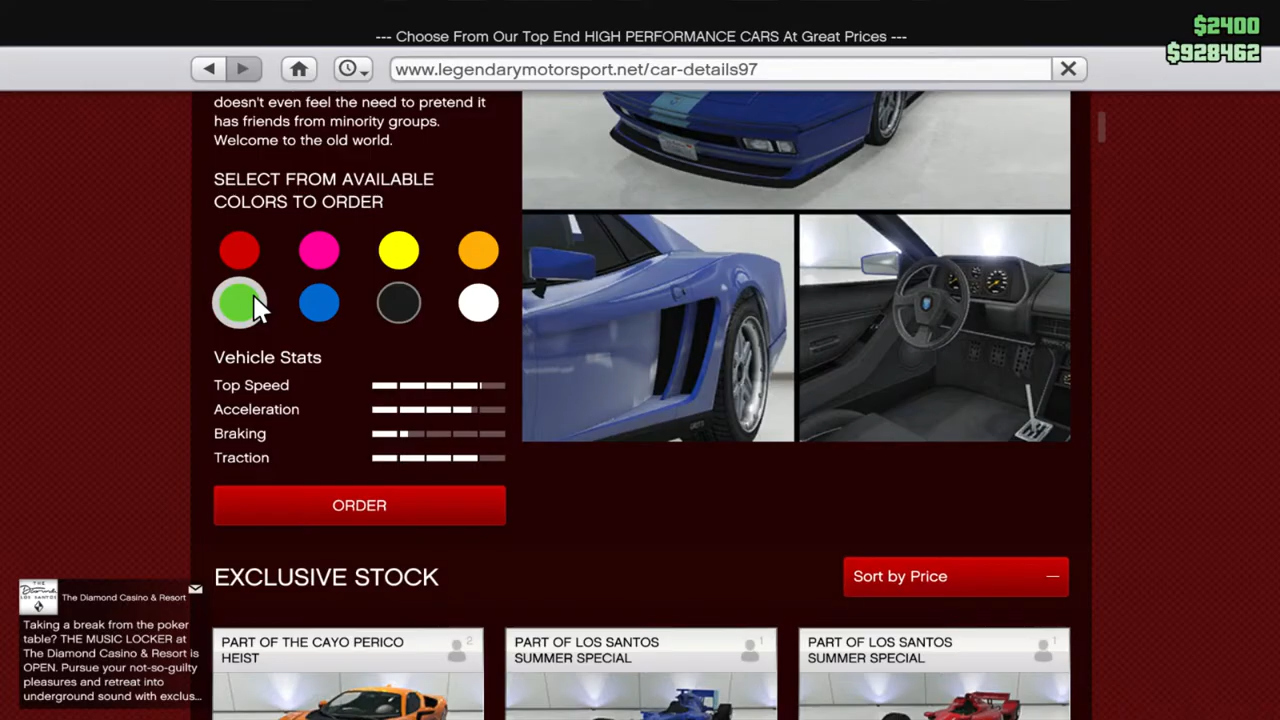 --- Choose From Our Top End HIGH PERFORMANCE CARS At Great Prices ---
$2400
$928462
www.legendarymotorsport.net/car-details97
doesn't even feel the need to pretend it
has friends from minority groups.
Welcome to the old world.
SELECT FROM AVAILABLE
COLORS TO ORDER
Vehicle Stats
Top Speed
Acceleration
Braking
Traction
ORDER
EXCLUSIVE STOCK
Sort by Price
The Diamond Casino & Resort
Taking a break from the poker
table? THE MUSIC LOCKER at
The Diamond Casino & Resort is
OPEN. Pursue your not-so-guilty
pleasures and retreat into
underground sound with exclus...
PART OF THE CAYO PERICO
HEIST
2
PART OF LOS SANTOS
SUMMER SPECIAL
1
PART OF LOS SANTOS
SUMMER SPECIAL
1